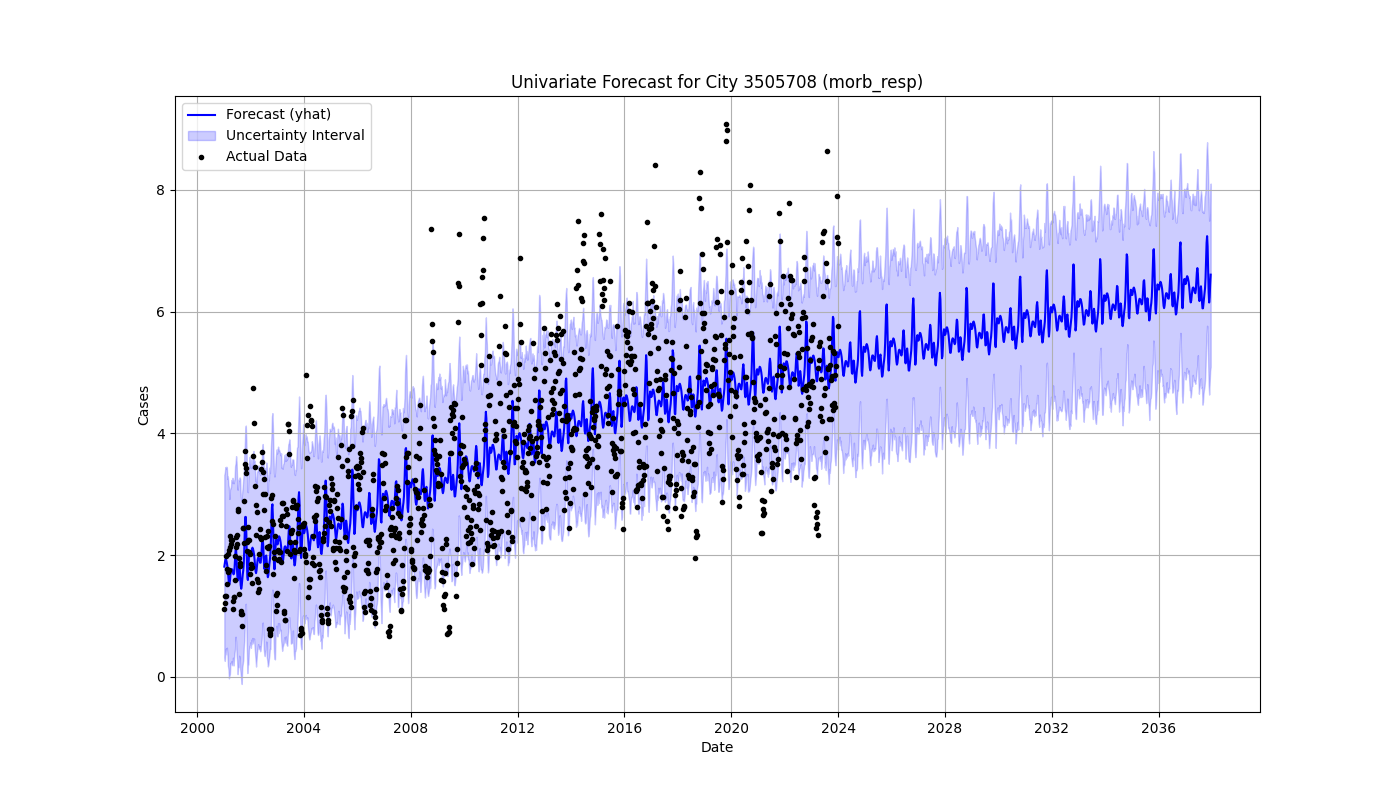 Univariate Forecast for City 3505708 (morb_resp)
Forecast (yhat)
Uncertainty Interval
Actual Data
Cases
8
6
4
2
0
2000 2004 2008 2012 2016 2020 2024 2028 2032 2036
Date